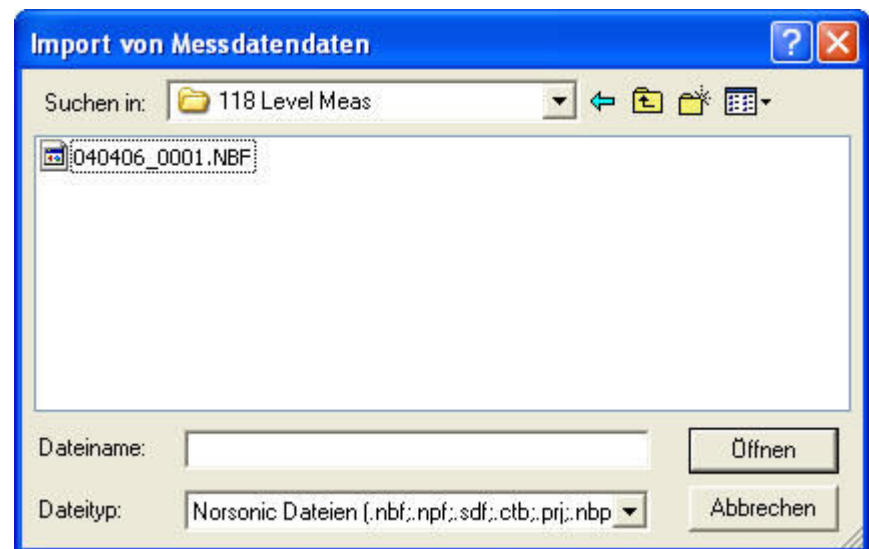 Import von Messdatendaten
Suchen in: 118 Level Meas
040406_0001.NBF
Dateiname: Öffnen
Dateityp: Norsonic Dateien (.nbf;.npf;.sdf;.ctb;.prj;.nbp Abbrechen